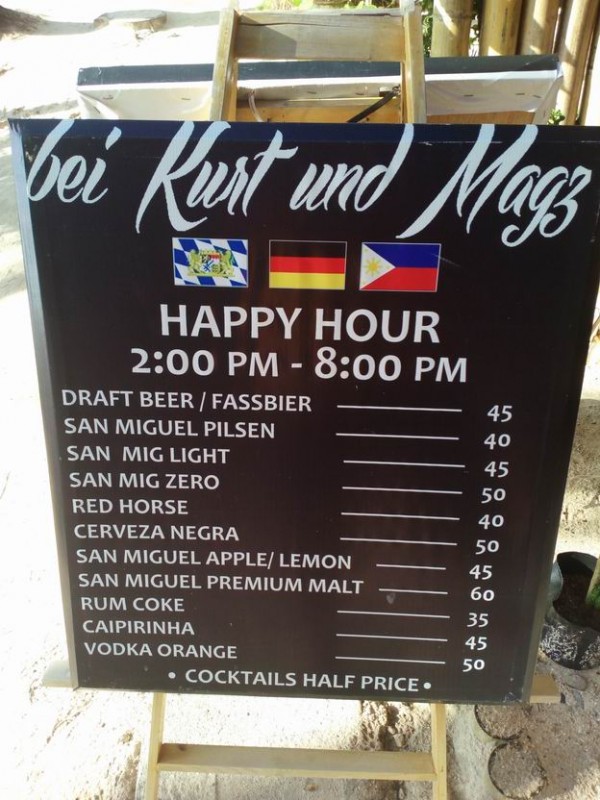 bei Kurt und Magz
HAPPY HOUR
2:00 PM - 8:00 PM
DRAFT BEER / FASSBIER 45
SAN MIGUEL PILSEN 40
SAN MIG LIGHT 45
SAN MIG ZERO 50
RED HORSE 40
CERVEZA NEGRA 50
SAN MIGUEL APPLE/ LEMON 45
SAN MIGUEL PREMIUM MALT 60
RUM COKE 35
CAIPIRINHA 45
VODKA ORANGE 50
• COCKTAILS HALF PRICE •